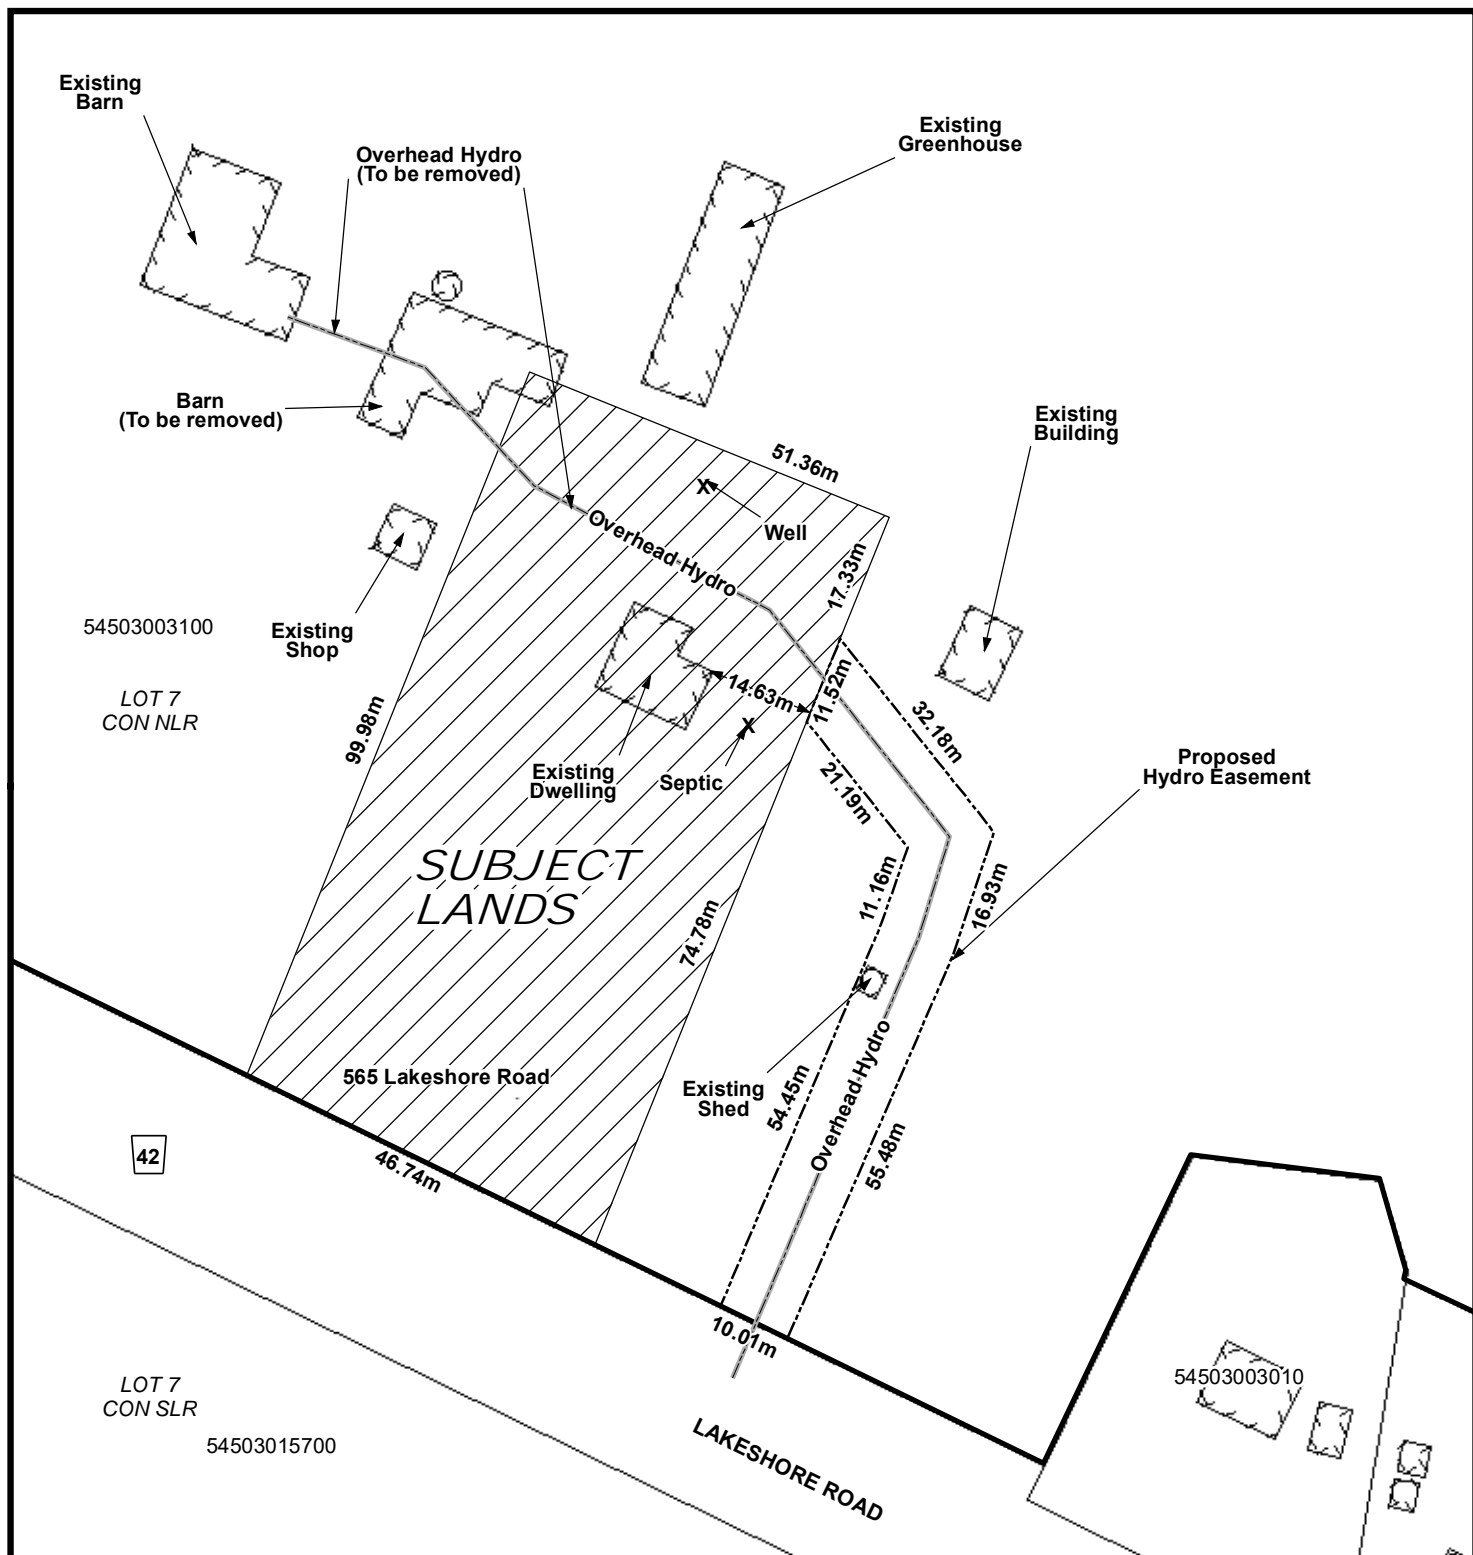 Existing
Barn
Overhead Hydro
(To be removed)
Existing
Greenhouse
Barn
(To be removed)
Existing
Building
51.36m
X
Well
Overhead Hydro
17.33m
54503003100
Existing
Shop
LOT 7
CON NLR
99.98m
14.63m
11.52m
32.18m
X
Existing
Dwelling
Septic
21.19m
Proposed
Hydro Easement
SUBJECT
LANDS
11.16m
16.93m
74.78m
565 Lakeshore Road
Existing
Shed
54.45m
Overhead Hydro
55.48m
42
46.74m
10.01m
LOT 7
CON SLR
54503015700
LAKESHORE ROAD
54503003010